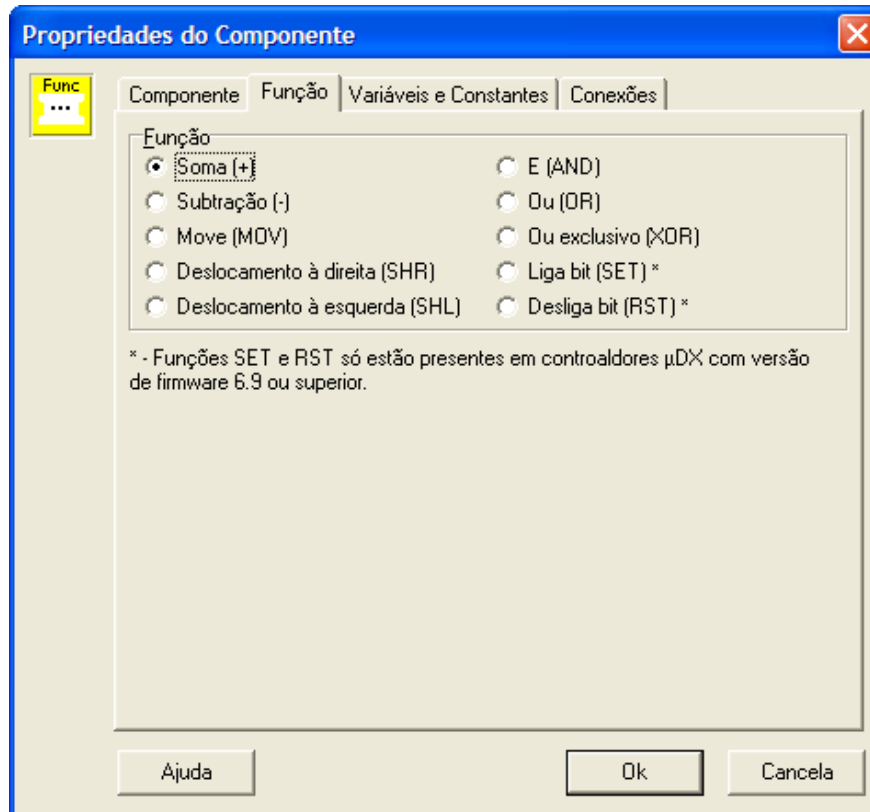 Propriedades do Componente
Func
...
Componente Função Variáveis e Constantes Conexões
Função
Soma (+) E (AND)
Subtração (-) Ou (OR)
Move (MOV) Ou exclusivo (XOR)
Deslocamento à direita (SHR) Liga bit (SET) *
Deslocamento à esquerda (SHL) Desliga bit (RST) *
* - Funções SET e RST só estão presentes em controaldores µDX com versão
de firmware 6.9 ou superior.
Ajuda Ok Cancela